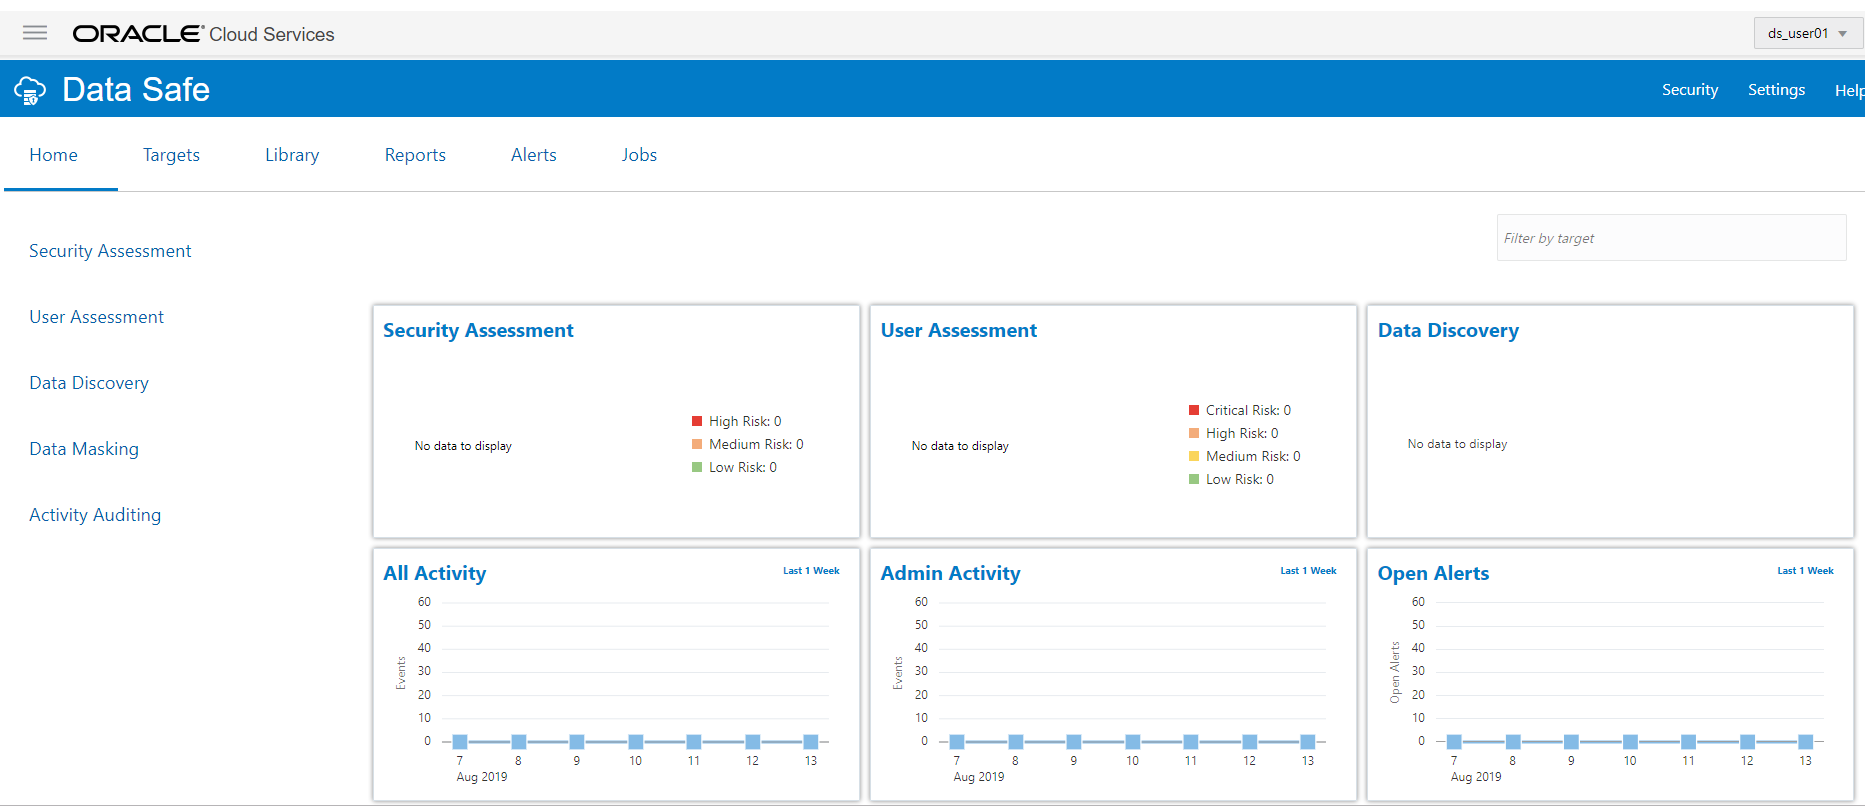 ORACLE® Cloud Services
ds_user01
Data Safe
Security Settings Help
Home Targets Library Reports Alerts Jobs
Filter by target
Security Assessment
User Assessment
Data Discovery
Data Masking
Activity Auditing
Security Assessment
No data to display
High Risk: 0
Medium Risk: 0
Low Risk: 0
User Assessment
No data to display
Critical Risk: 0
High Risk: 0
Medium Risk: 0
Low Risk: 0
Data Discovery
No data to display
All Activity
Last 1 Week
Events
60
50
40
30
20
10
0
7 8 9 10 11 12 13
Aug 2019
Admin Activity
Last 1 Week
Events
60
50
40
30
20
10
0
7 8 9 10 11 12 13
Aug 2019
Open Alerts
Last 1 Week
Open Alerts
60
50
40
30
20
10
0
7 8 9 10 11 12 13
Aug 2019